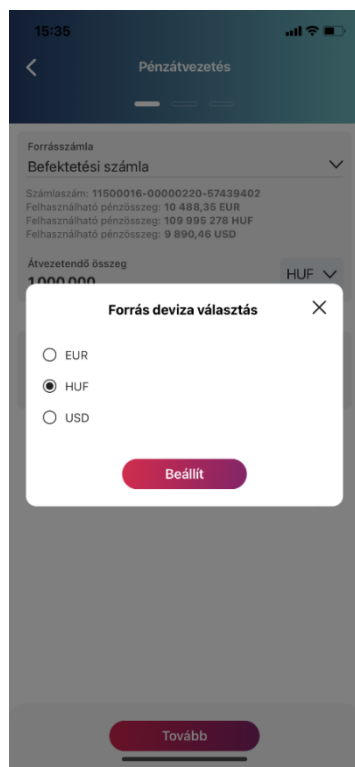 15:35
Pénzátvezetés
Forrásszámla
Befektetési számla
Számlaszám: 11500016-00000220-57439402
Felhasználható pénzösszeg: 10 488,35 EUR
Felhasználható pénzösszeg: 109 995 278 HUF
Felhasználható pénzösszeg: 9 890,46 USD
Átvezetendő összeg
1 000 000 HUF
Forrás deviza választás
EUR
HUF
USD
Beállít
Tovább